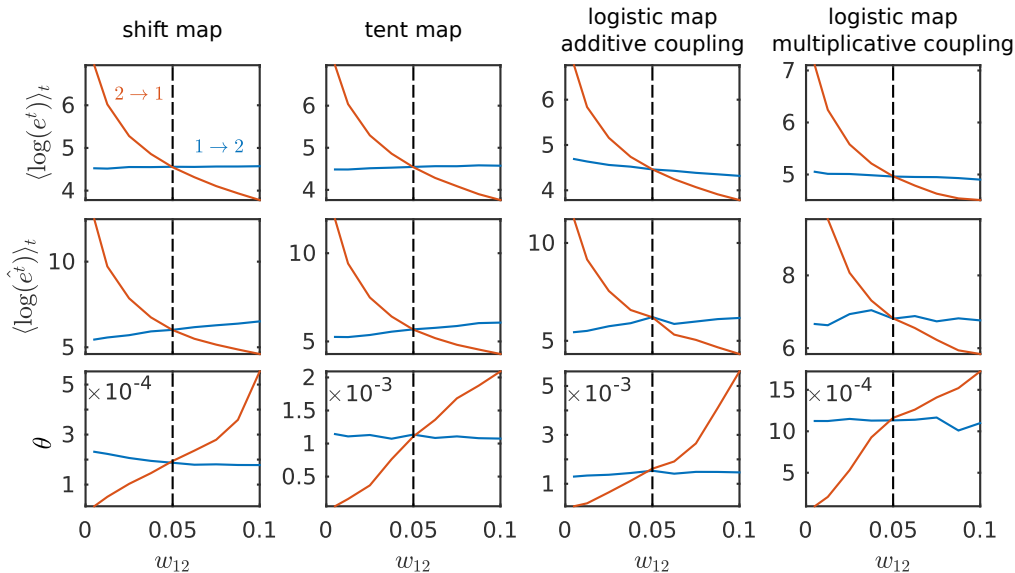 shift map
tent map
logistic map
additive coupling
logistic map
multiplicative coupling
⟨log(e^t)⟩_t
6
5
4
2 → 1
1 → 2
6
5
4
6
5
4
7
6
5
⟨log(ê^t)⟩_t
10
5
10
5
10
5
8
6
θ
5
3
1
×10^-4
2
1.5
1
0.5
×10^-3
5
3
1
×10^-3
15
10
5
×10^-4
0 0.05 0.1
0 0.05 0.1
0 0.05 0.1
0 0.05 0.1
w_12
w_12
w_12
w_12